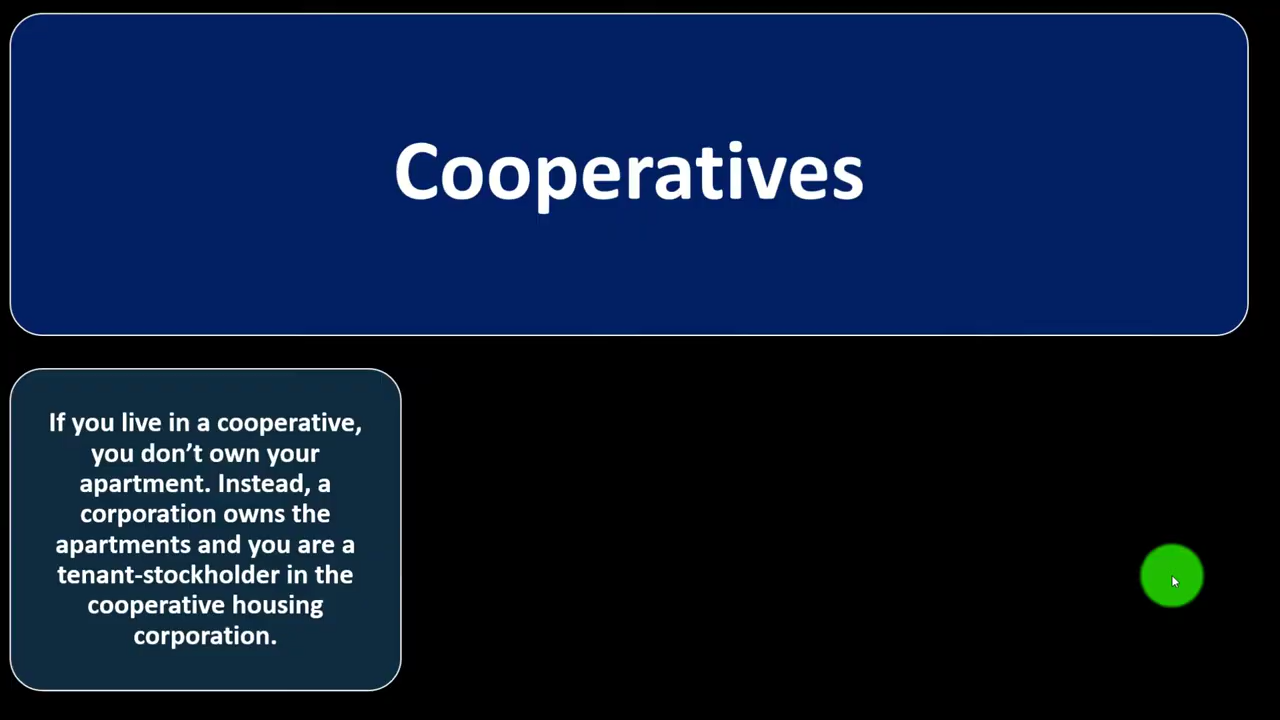 Cooperatives
If you live in a cooperative,
you don’t own your
apartment. Instead, a
corporation owns the
apartments and you are a
tenant-stockholder in the
cooperative housing
corporation.